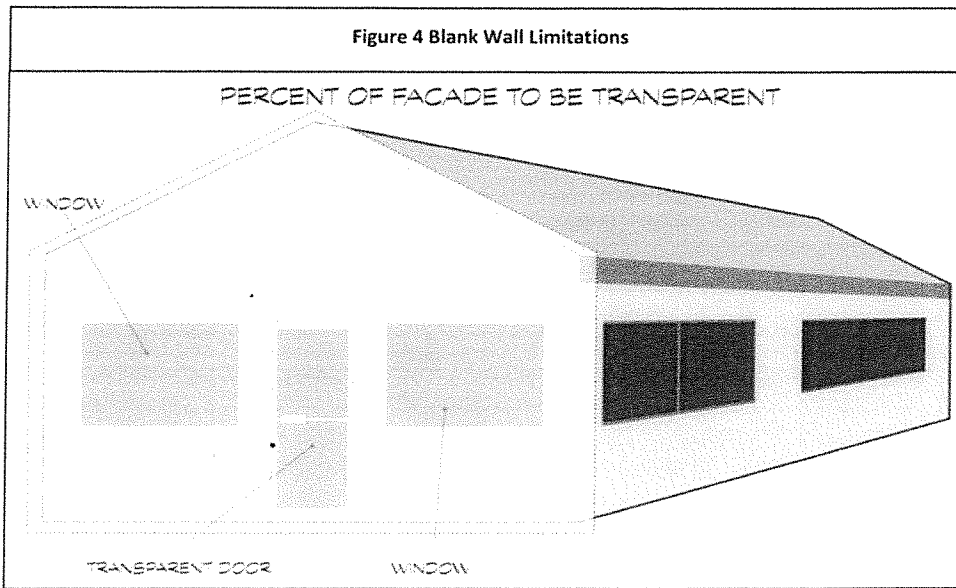 Figure 4 Blank Wall Limitations
PERCENT OF FACADE TO BE TRANSPARENT
WINDOW
TRANSPARENT DOOR WINDOW